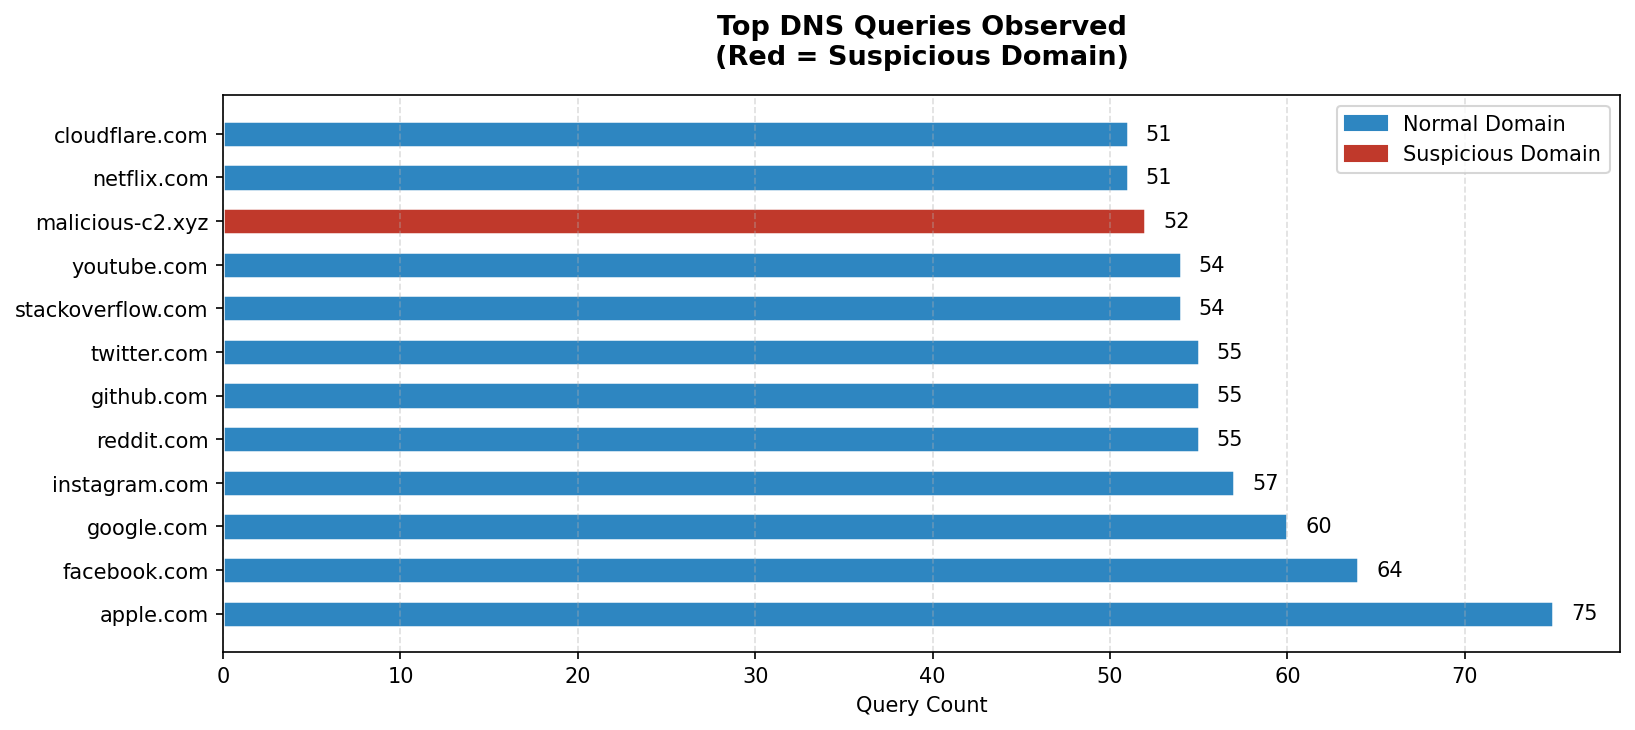 Top DNS Queries Observed
(Red = Suspicious Domain)
Normal Domain
Suspicious Domain
cloudflare.com 51
netflix.com 51
malicious-c2.xyz 52
youtube.com 54
stackoverflow.com 54
twitter.com 55
github.com 55
reddit.com 55
instagram.com 57
google.com 60
facebook.com 64
apple.com 75
0 10 20 30 40 50 60 70
Query Count